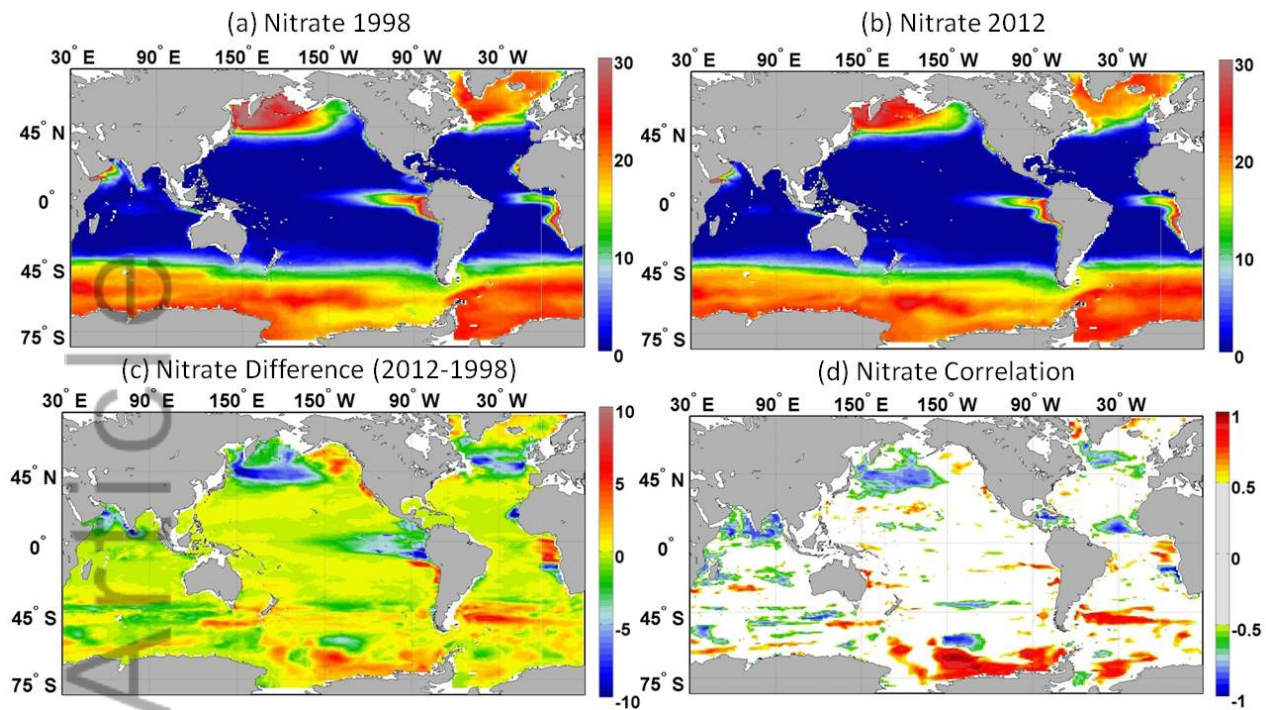 (a) Nitrate 1998
30° E 90° E 150° E 150° W 90° W 30° W
45° N
0°
45° S
75° S
30
20
10
0
(b) Nitrate 2012
30° E 90° E 150° E 150° W 90° W 30° W
45° N
0°
45° S
75° S
30
20
10
0
(c) Nitrate Difference (2012-1998)
30° E 90° E 150° E 150° W 90° W 30° W
45° N
0°
45° S
75° S
10
5
0
-5
-10
(d) Nitrate Correlation
30° E 90° E 150° E 150° W 90° W 30° W
45° N
0°
45° S
75° S
1
0.5
0
-0.5
-1
Article